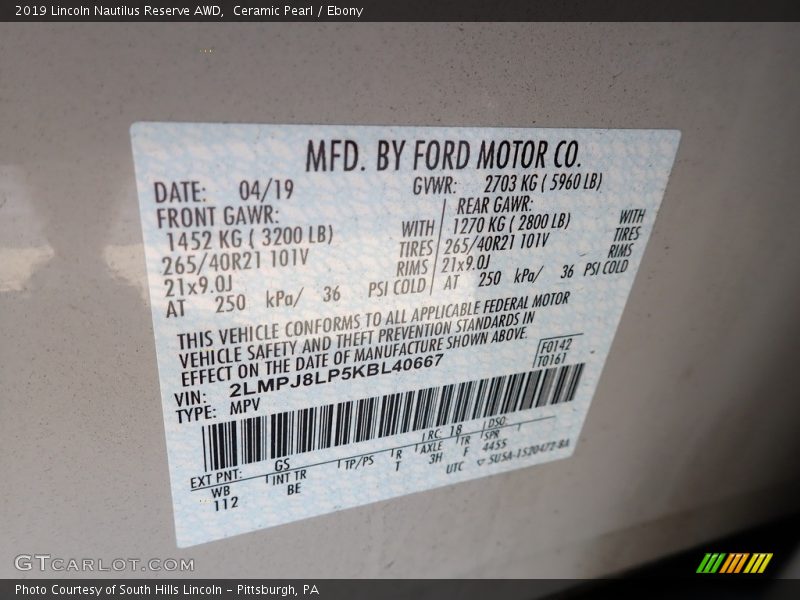 2019 Lincoln Nautilus Reserve AWD, Ceramic Pearl / Ebony
MFD. BY FORD MOTOR CO.
DATE: 04/19 GVWR: 2703 KG ( 5960 LB)
FRONT GAWR: REAR GAWR:
1452 KG ( 3200 LB) WITH 1270 KG ( 2800 LB) WITH
265/40R21 101V TIRES 265/40R21 101V TIRES
21x9.0J RIMS 21x9.0J RIMS
AT 250 kPa/ 36 PSI COLD AT 250 kPa/ 36 PSI COLD
THIS VEHICLE CONFORMS TO ALL APPLICABLE FEDERAL MOTOR
VEHICLE SAFETY AND THEFT PREVENTION STANDARDS IN
EFFECT ON THE DATE OF MANUFACTURE SHOWN ABOVE.
F0142
T0161
VIN: 2LMPJ8LP5KBL40667
TYPE: MPV
EXT PNT: GS RC: 18 DSO:
WB INT TR TP/PS R AXLE TR SPR
112 BE T 3H F 4455
UTC 5USA-1520472-BA
GTCARLOT.COM
Photo Courtesy of South Hills Lincoln - Pittsburgh, PA